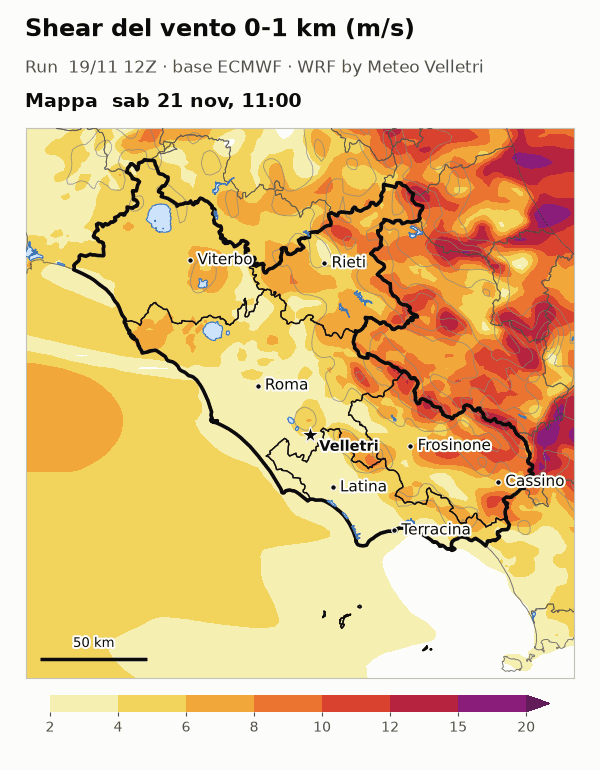 Shear del vento 0-1 km (m/s)
Run  19/11 12Z · base ECMWF · WRF by Meteo Velletri
Mappa  sab 21 nov, 11:00
Viterbo
Rieti
Roma
Velletri
Frosinone
Cassino
Latina
Terracina
50 km
2 4 6 8 10 12 15 20